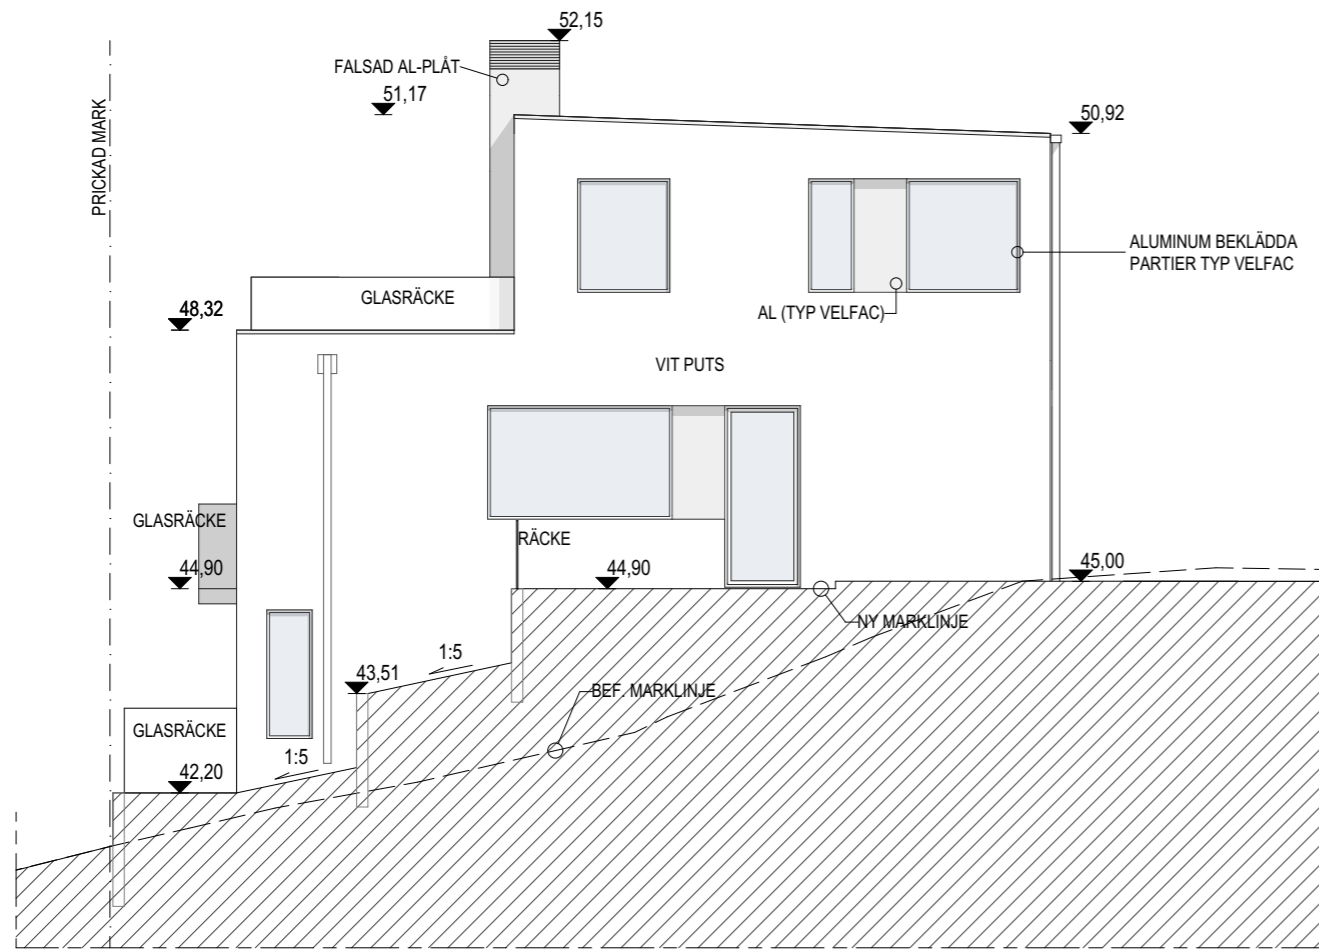 52,15
FALSAD AL-PLÅT
51,17
50,92
PRICKAD MARK
ALUMINUM BEKLÄDDA
PARTIER TYP VELFAC
GLASRÄCKE
48,32
AL (TYP VELFAC)
VIT PUTS
GLASRÄCKE
RÄCKE
44,90
44,90
45,00
NY MARKLINJE
1:5
43,51
BEF. MARKLINJE
GLASRÄCKE
1:5
42,20